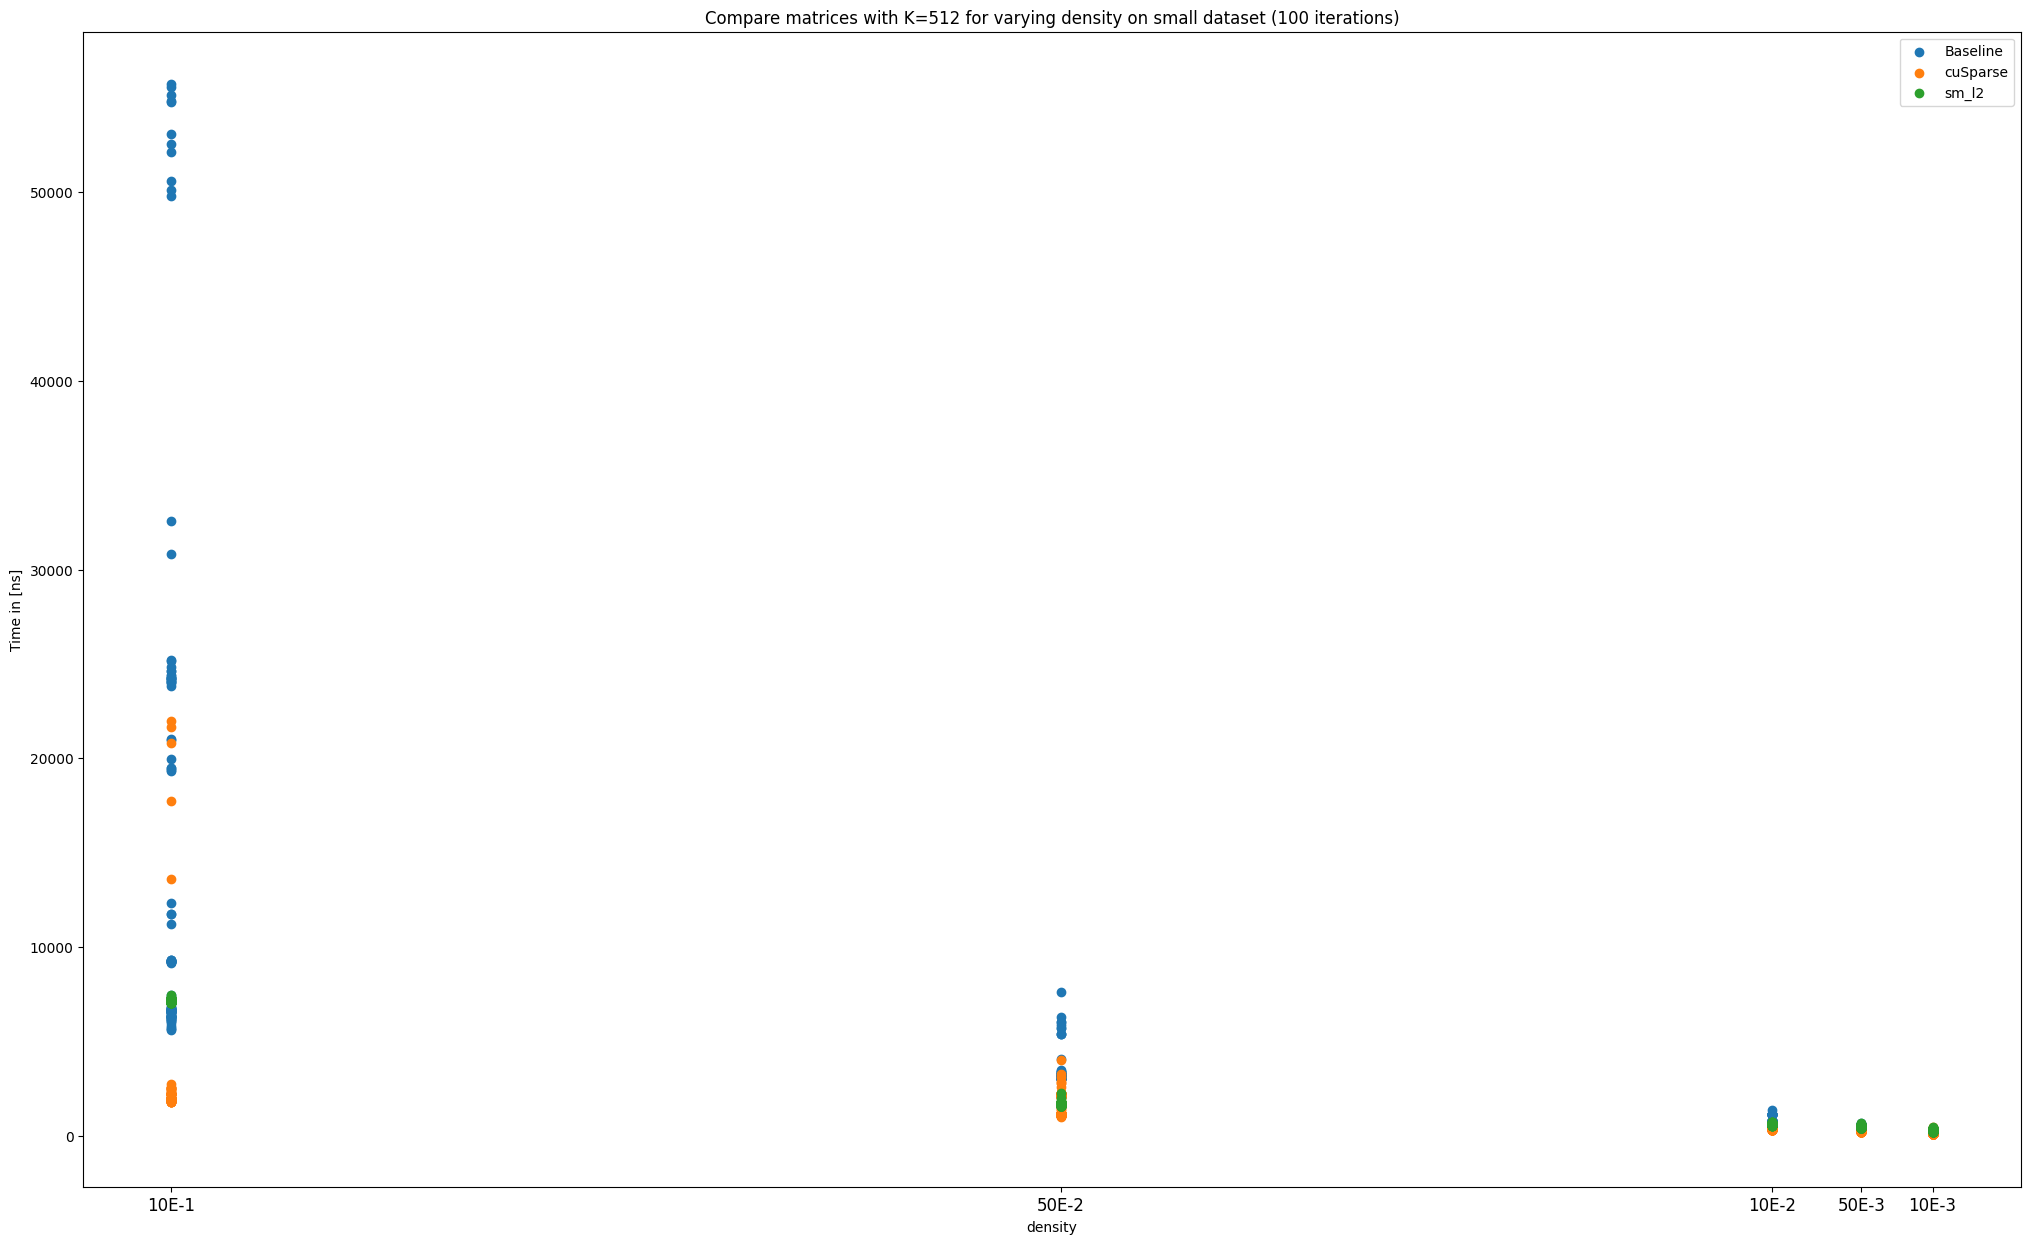 Compare matrices with K=512 for varying density on small dataset (100 iterations)
Baseline
cuSparse
sm_l2
50000
40000
30000
20000
10000
0
Time in [ns]
10E-1
50E-2
10E-2
50E-3
10E-3
density